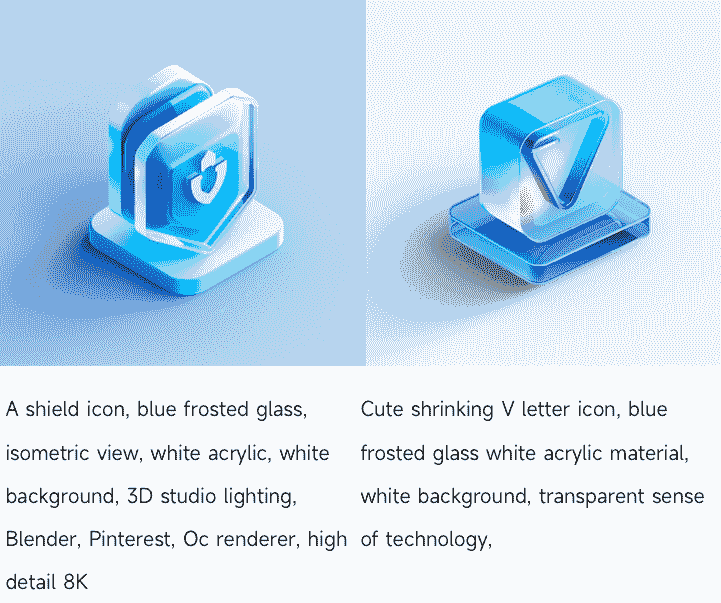 V
A shield icon, blue frosted glass,
isometric view, white acrylic, white
background, 3D studio lighting,
Blender, Pinterest, Oc renderer, high
detail 8K
Cute shrinking V letter icon, blue
frosted glass white acrylic material,
white background, transparent sense
of technology,